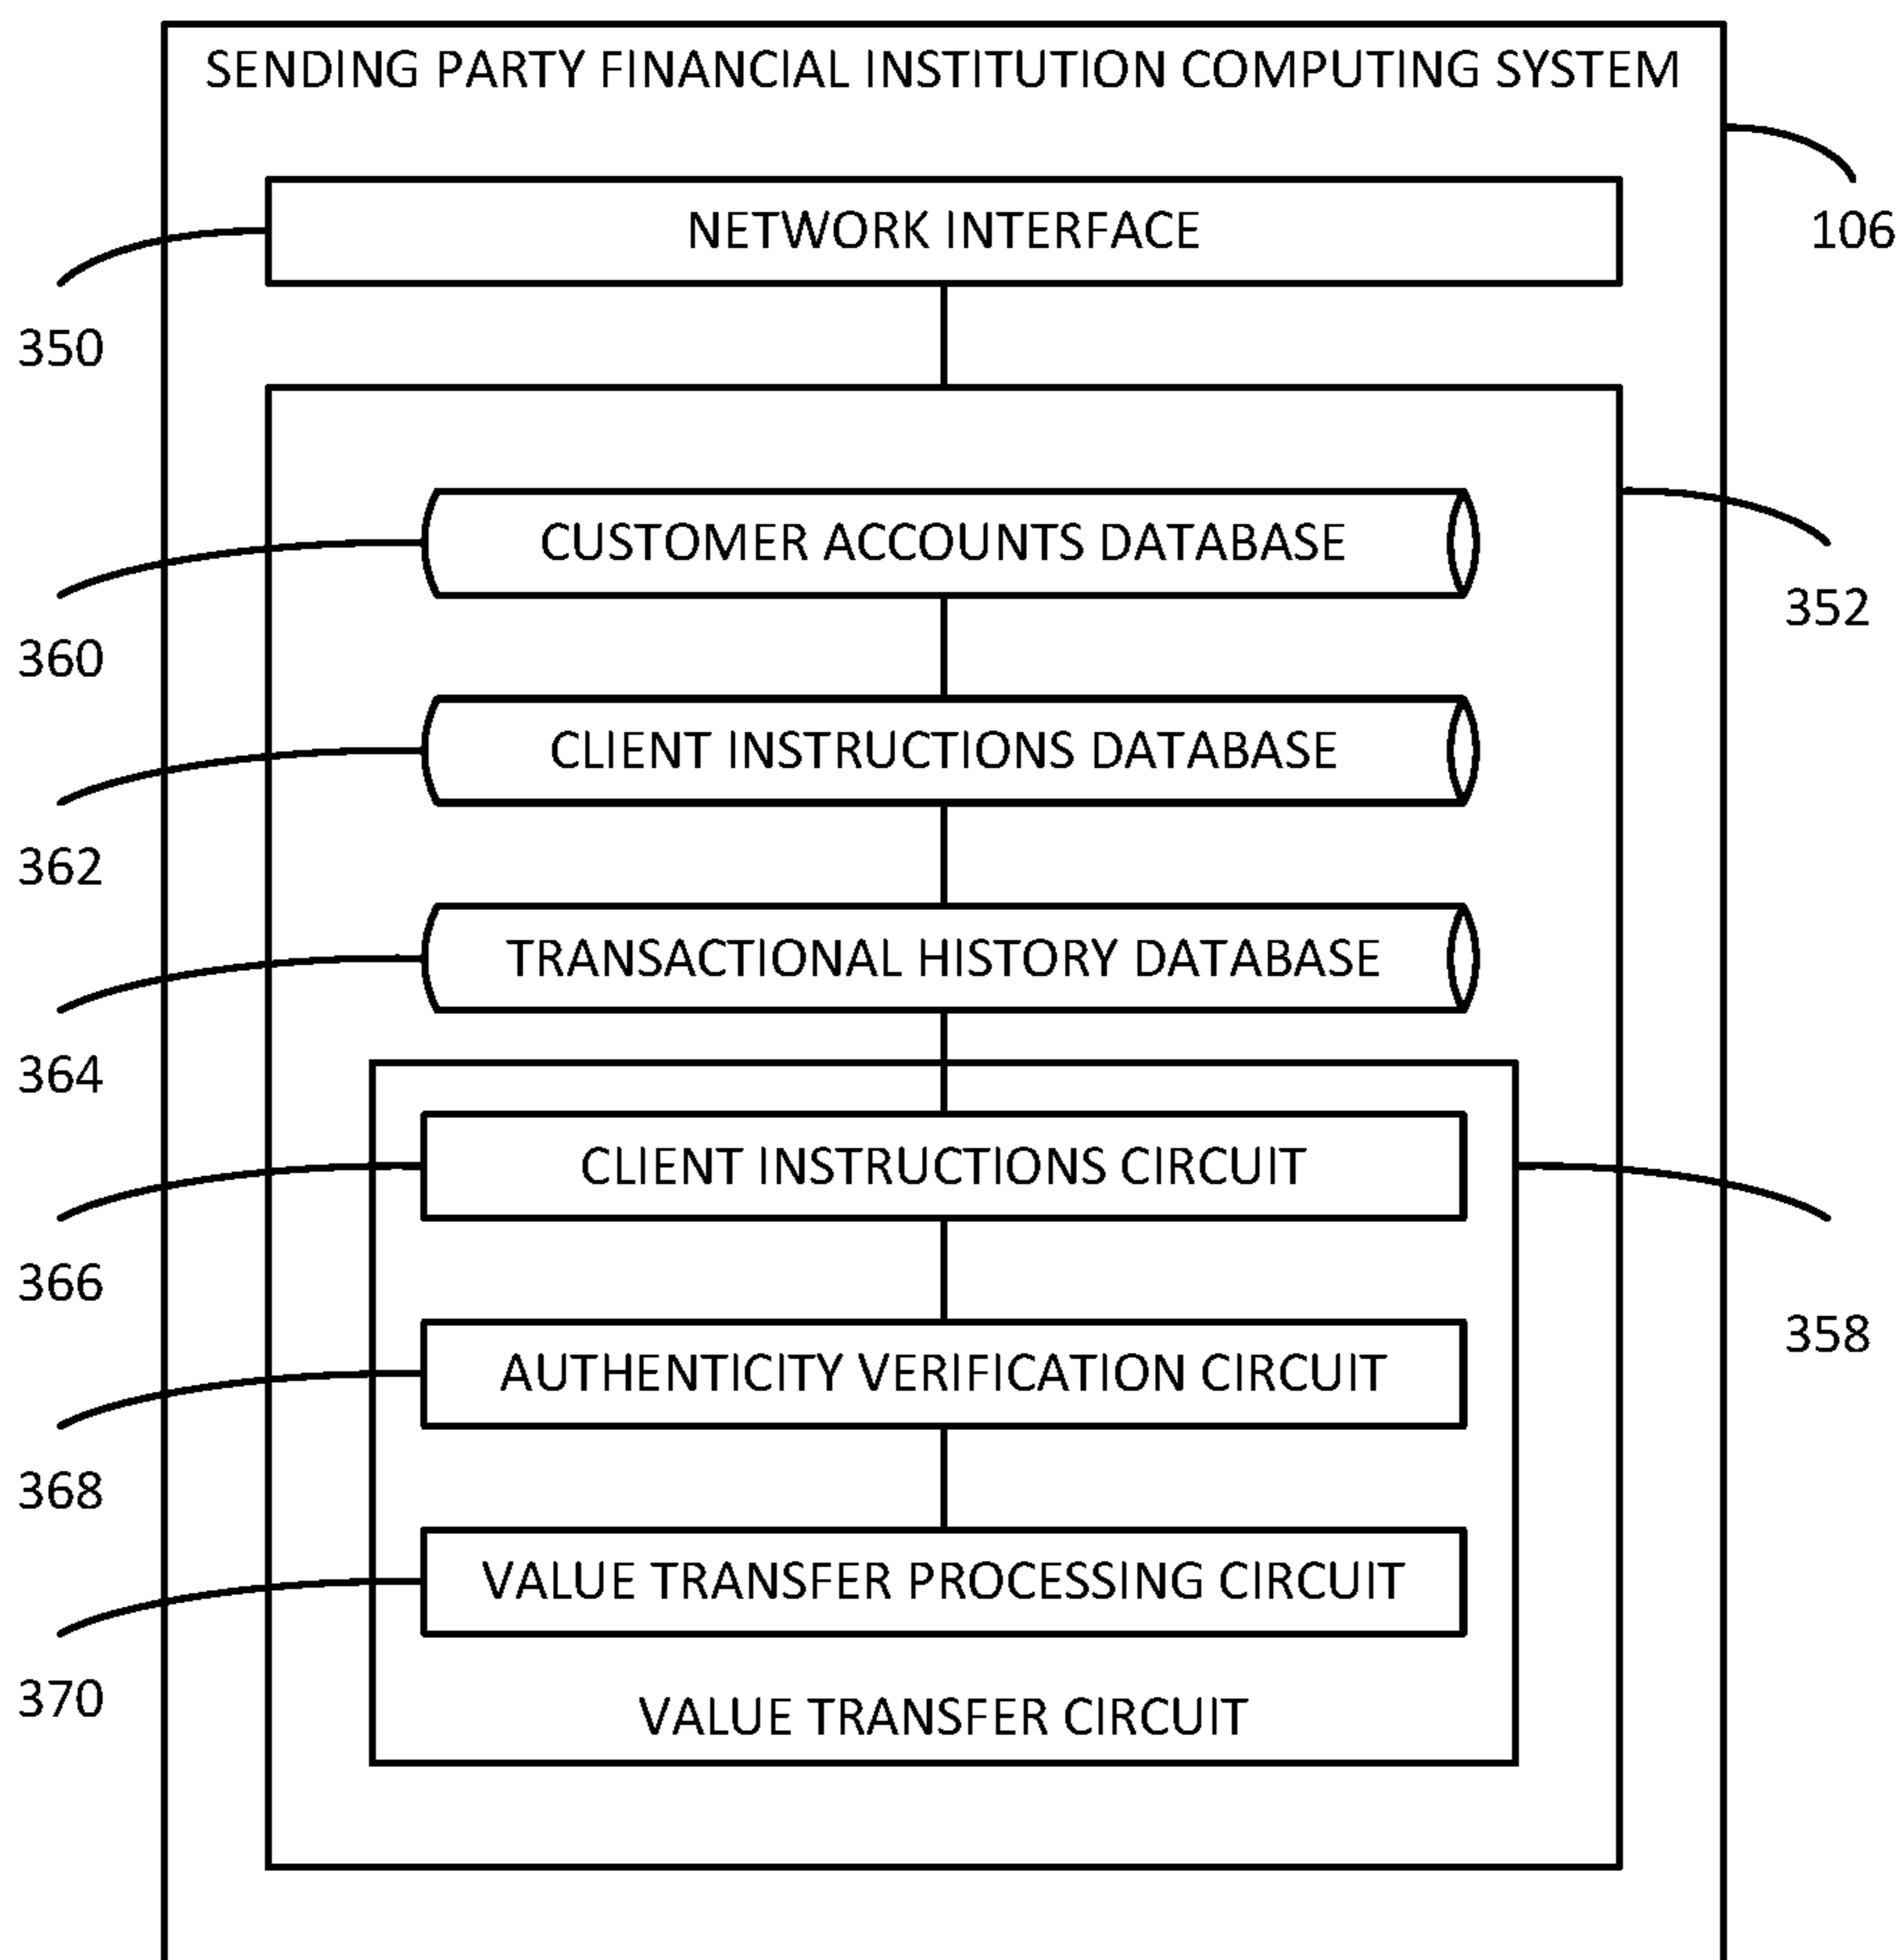 SENDING PARTY FINANCIAL INSTITUTION COMPUTING SYSTEM
NETWORK INTERFACE
106
350
CUSTOMER ACCOUNTS DATABASE
352
360
CLIENT INSTRUCTIONS DATABASE
362
TRANSACTIONAL HISTORY DATABASE
364
CLIENT INSTRUCTIONS CIRCUIT
366
358
AUTHENTICITY VERIFICATION CIRCUIT
368
VALUE TRANSFER PROCESSING CIRCUIT
370
VALUE TRANSFER CIRCUIT